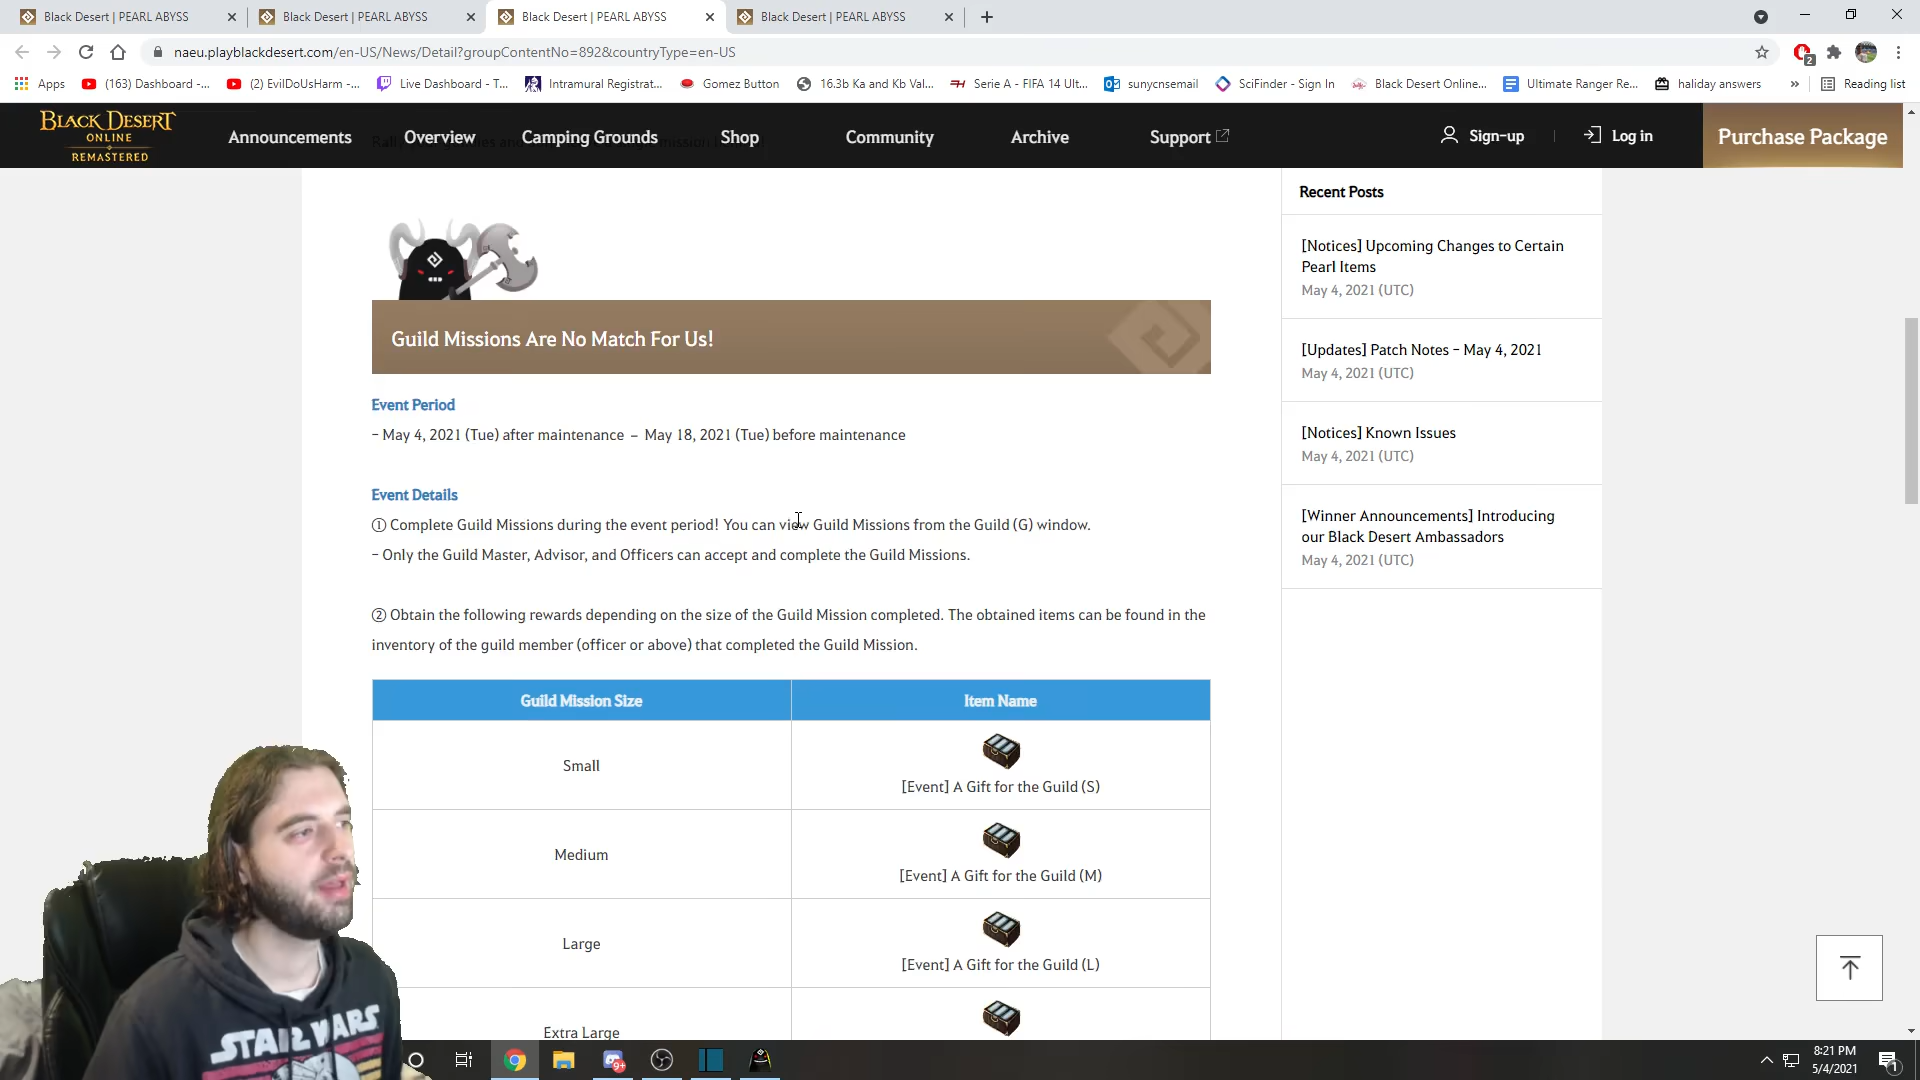 Black Desert | PEARL ABYSS
Black Desert | PEARL ABYSS
Black Desert | PEARL ABYSS
Black Desert | PEARL ABYSS
naeu.playblackdesert.com/en-US/News/Detail?groupContentNo=892&countryType=en-US
2
Apps
(163) Dashboard -...
(2) EvilDoUsHarm -...
Live Dashboard - T...
Intramural Registrat...
Gomez Button
16.3b Ka and Kb Val...
Serie A - FIFA 14 Ult...
sunycnsemail
SciFinder - Sign In
Black Desert Online...
Ultimate Ranger Re...
haliday answers
»
Reading list
BLACK DESERT
ONLINE
REMASTERED
Announcements
Overview
Camping Grounds
Shop
Community
Archive
Support
Sign-up
Log in
Purchase Package
Guild Missions Are No Match For Us!
Event Period
- May 4, 2021 (Tue) after maintenance – May 18, 2021 (Tue) before maintenance
Event Details
① Complete Guild Missions during the event period! You can view Guild Missions from the Guild (G) window.
- Only the Guild Master, Advisor, and Officers can accept and complete the Guild Missions.
② Obtain the following rewards depending on the size of the Guild Mission completed. The obtained items can be found in the
inventory of the guild member (officer or above) that completed the Guild Mission.
Guild Mission Size
Item Name
Small
[Event] A Gift for the Guild (S)
Medium
[Event] A Gift for the Guild (M)
Large
[Event] A Gift for the Guild (L)
Extra Large
Recent Posts
[Notices] Upcoming Changes to Certain
Pearl Items
May 4, 2021 (UTC)
[Updates] Patch Notes - May 4, 2021
May 4, 2021 (UTC)
[Notices] Known Issues
May 4, 2021 (UTC)
[Winner Announcements] Introducing
our Black Desert Ambassadors
May 4, 2021 (UTC)
STAR WARS
9+
8:21 PM
5/4/2021
1